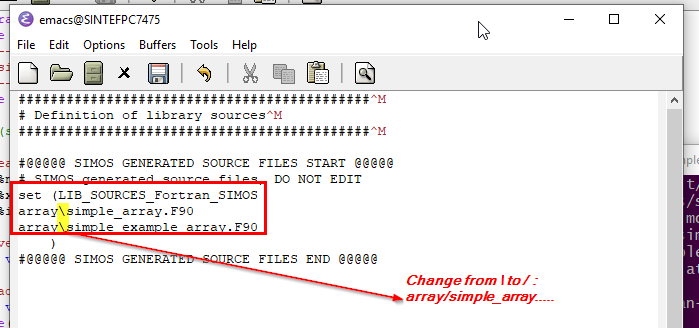 emacs@SINTEFPC7475
File Edit Options Buffers Tools Help
############################################^M
# Definition of library sources^M
############################################^M
#@@@@@ SIMOS GENERATED SOURCE FILES START @@@@@
# SIMOS generated source files, DO NOT EDIT
set (LIB_SOURCES_Fortran_SIMOS
array\simple_array.F90
array\simple_example_array.F90
)
#@@@@@ SIMOS GENERATED SOURCE FILES END @@@@@
Change from \ to / :
array/simple_array.....